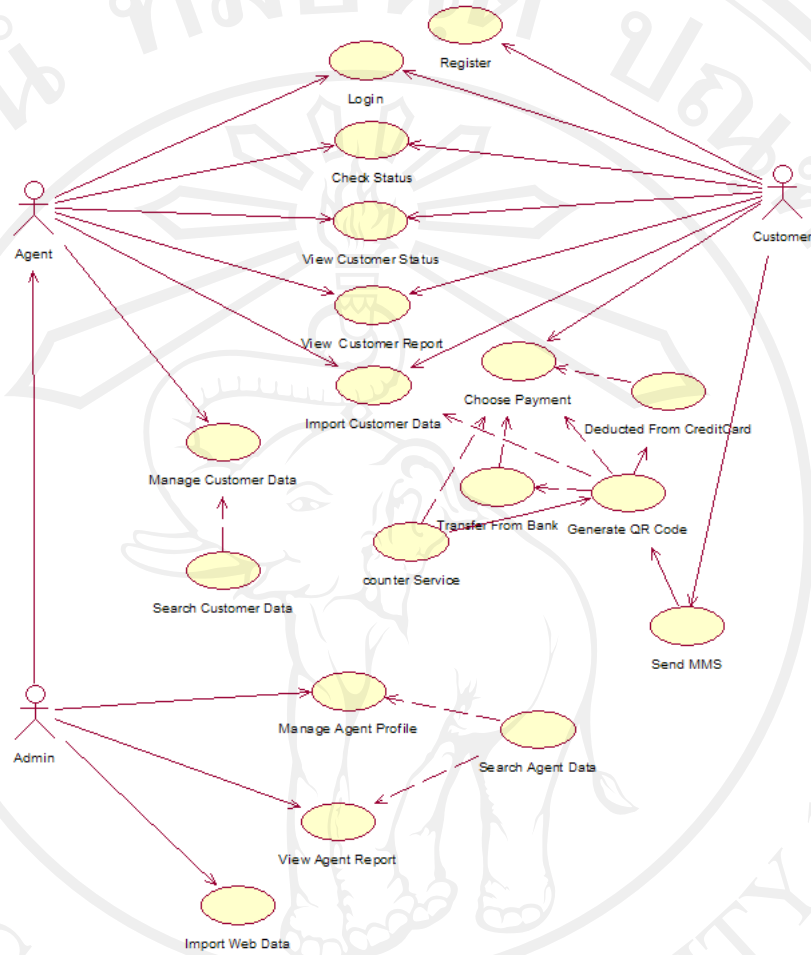 Register
Login
Check Status
Agent
Customer
View Customer Status
View Customer Report
Choose Payment
Import Customer Data
Deducted From CreditCard
Manage Customer Data
Transfer From Bank
Generate QR Code
counter Service
Search Customer Data
Send MMS
Manage Agent Profile
Admin
Search Agent Data
View Agent Report
Import Web Data